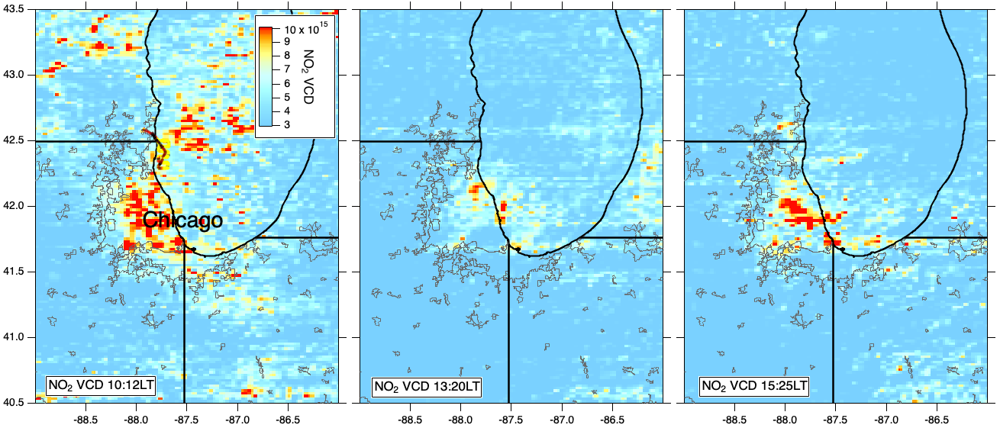 43.5
43.0
42.5
42.0
41.5
41.0
40.5
10 x 10¹⁵
9
8
7
6
5
4
3
NO₂ VCD
Chicago
NO₂ VCD 10:12LT
NO₂ VCD 13:20LT
NO₂ VCD 15:25LT
-88.5 -88.0 -87.5 -87.0 -86.5
-88.5 -88.0 -87.5 -87.0 -86.5
-88.5 -88.0 -87.5 -87.0 -86.5